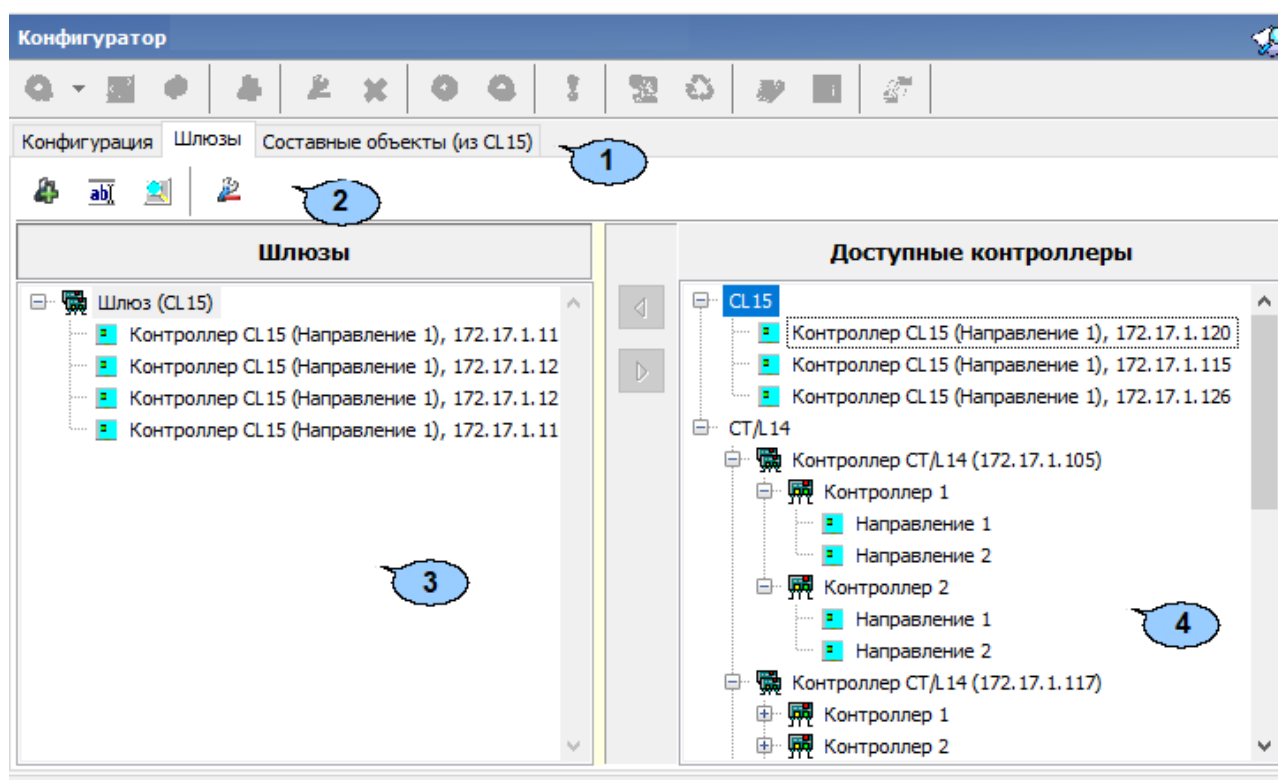 Конфигуратор
Конфигурация Шлюзы Составные объекты (из CL15)
1
ab
2
Шлюзы
Шлюз (CL15)
Контроллер CL15 (Направление 1), 172.17.1.11
Контроллер CL15 (Направление 1), 172.17.1.12
Контроллер CL15 (Направление 1), 172.17.1.12
Контроллер CL15 (Направление 1), 172.17.1.11
3
Доступные контроллеры
CL15
Контроллер CL15 (Направление 1), 172.17.1.120
Контроллер CL15 (Направление 1), 172.17.1.115
Контроллер CL15 (Направление 1), 172.17.1.126
CT/L14
Контроллер CT/L14 (172.17.1.105)
Контроллер 1
Направление 1
Направление 2
Контроллер 2
Направление 1
Направление 2
Контроллер CT/L14 (172.17.1.117)
Контроллер 1
Контроллер 2
4